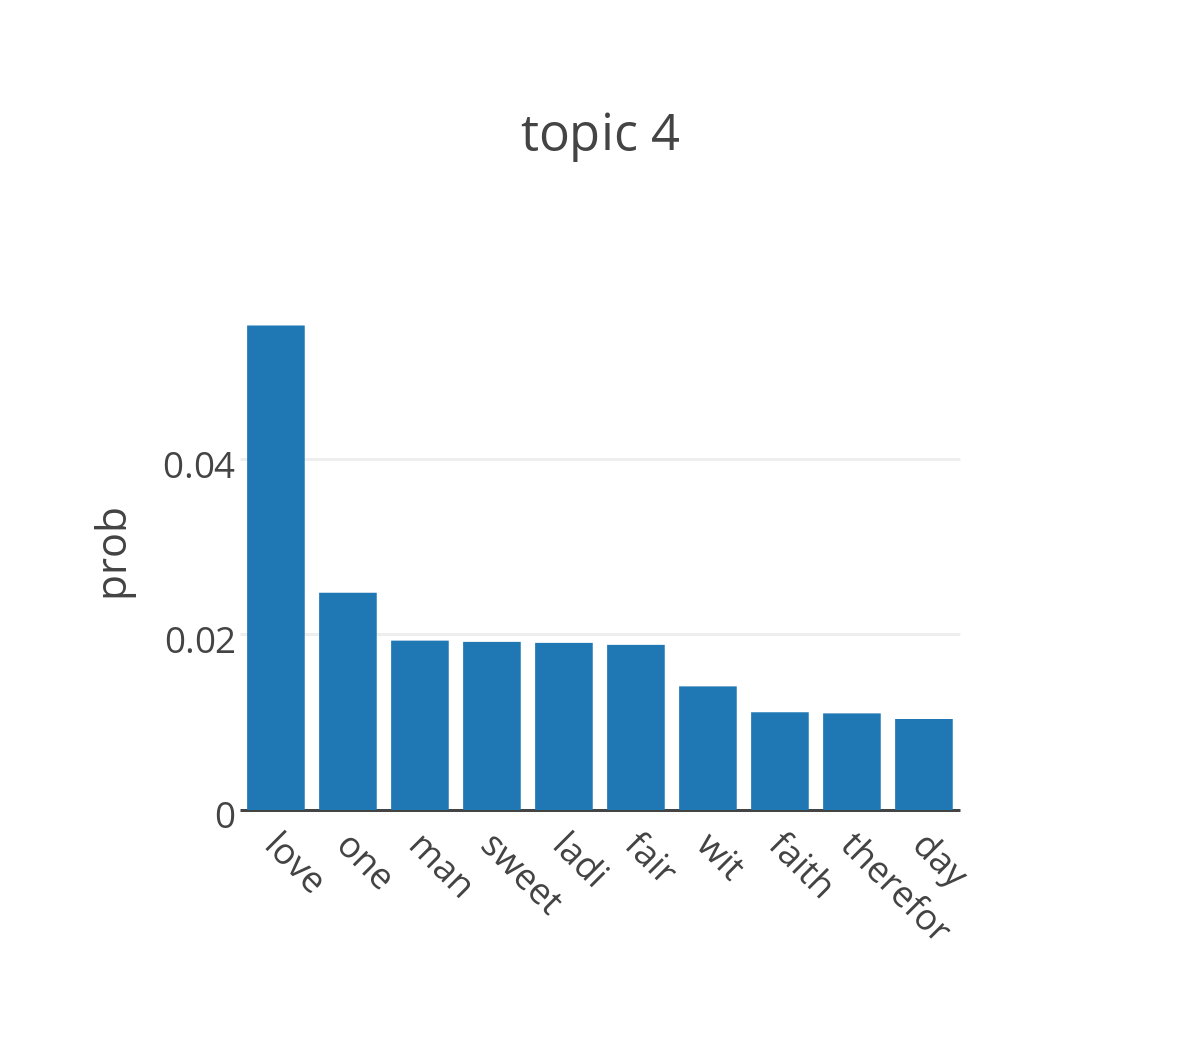 topic 4
prob
0.04
0.02
0
love
one
man
sweet
ladi
fair
wit
faith
therefor
day